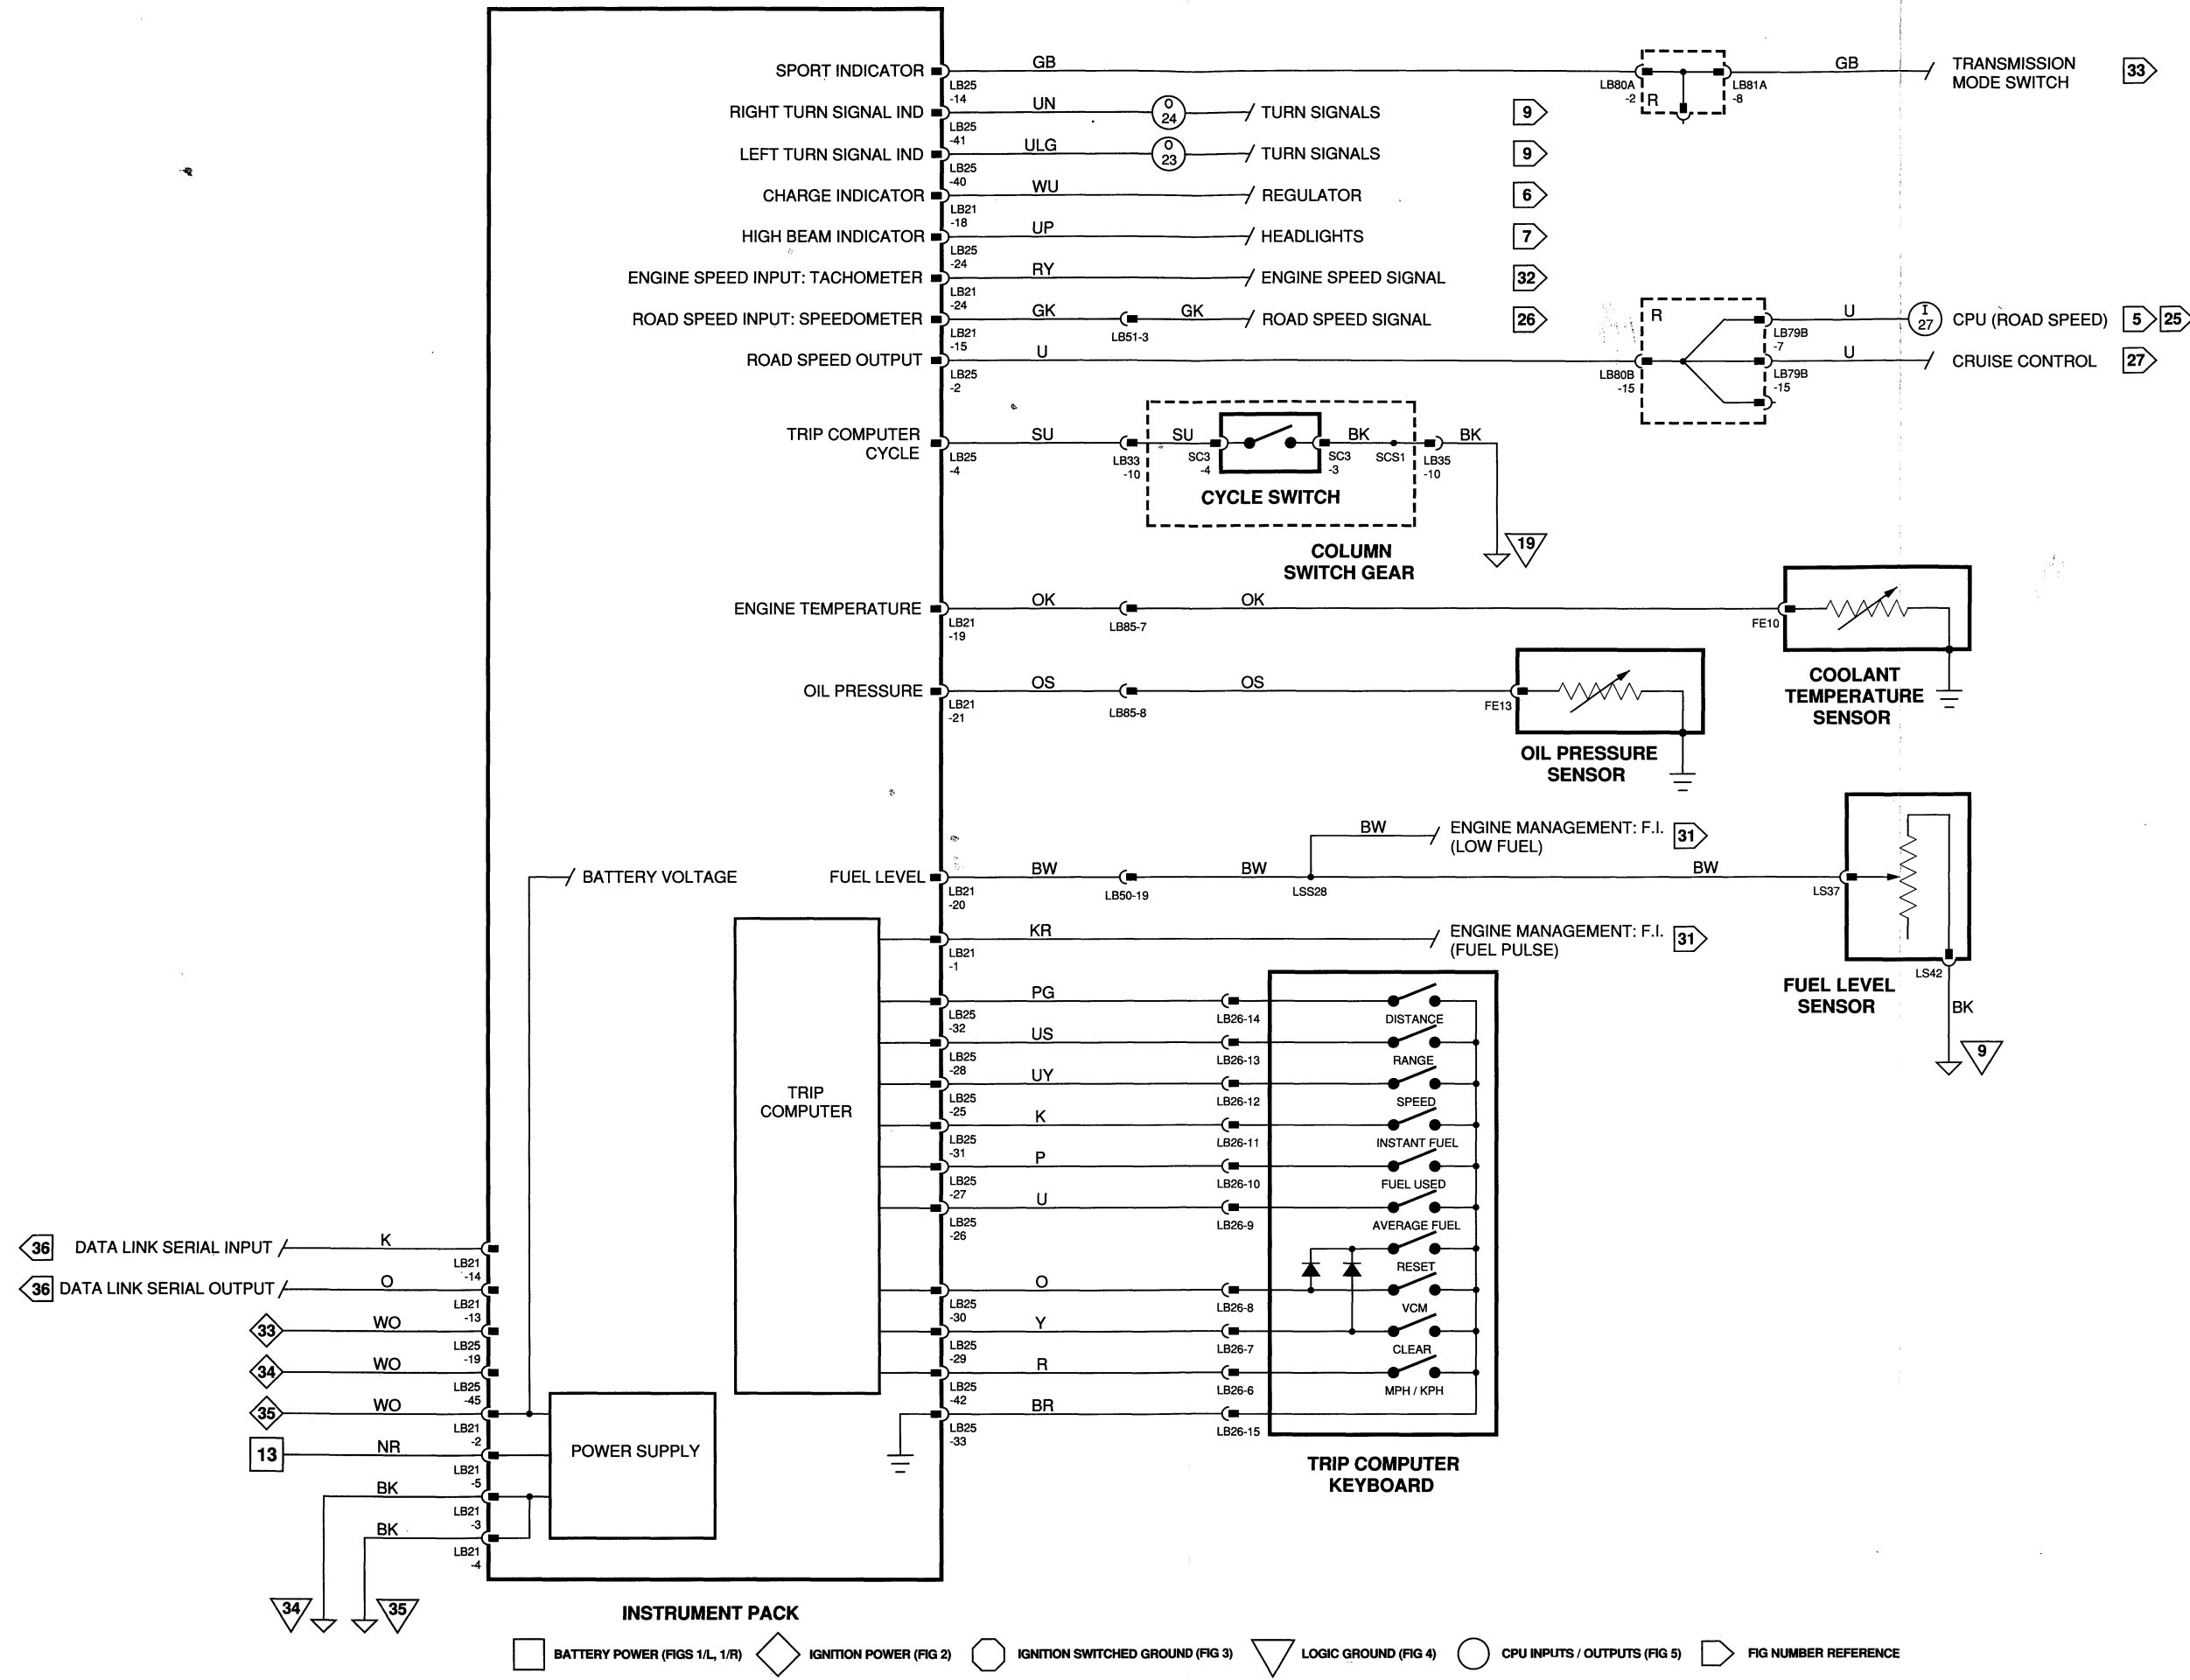 SPORT INDICATOR LB25 -14 GB LB80A -2 R LB81A -8 GB TRANSMISSION MODE SWITCH 33
RIGHT TURN SIGNAL IND LB25 -41 UN O 24 TURN SIGNALS 9
LEFT TURN SIGNAL IND LB25 -40 ULG O 23 TURN SIGNALS 9
CHARGE INDICATOR LB21 -18 WU REGULATOR 6
HIGH BEAM INDICATOR LB25 -24 UP HEADLIGHTS 7
ENGINE SPEED INPUT: TACHOMETER LB21 -24 RY ENGINE SPEED SIGNAL 32
ROAD SPEED INPUT: SPEEDOMETER LB21 -15 GK LB51-3 GK ROAD SPEED SIGNAL 26
R LB79B -7 U I 27 CPU (ROAD SPEED) 5 25
ROAD SPEED OUTPUT LB25 -2 U LB80B -15 LB79B -15 U CRUISE CONTROL 27
TRIP COMPUTER CYCLE LB25 -4 SU LB33 -10 SU SC3 -4 SC3 -3 BK SCS1 LB35 -10 BK
CYCLE SWITCH
COLUMN
SWITCH GEAR
19
ENGINE TEMPERATURE LB21 -19 OK LB85-7 OK FE10
COOLANT
TEMPERATURE
SENSOR
OIL PRESSURE LB21 -21 OS LB85-8 OS FE13
OIL PRESSURE
SENSOR
BW ENGINE MANAGEMENT: F.I. 31
(LOW FUEL)
BATTERY VOLTAGE
FUEL LEVEL LB21 -20 BW LB50-19 BW LSS28 BW LS37
LS42
FUEL LEVEL
SENSOR
BK
9
LB21 -1 KR ENGINE MANAGEMENT: F.I. 31
(FUEL PULSE)
TRIP
COMPUTER
LB25 -32 PG LB26-14 DISTANCE
LB25 -28 US LB26-13 RANGE
LB25 -25 UY LB26-12 SPEED
LB25 -31 K LB26-11 INSTANT FUEL
LB25 -27 P LB26-10 FUEL USED
LB25 -26 U LB26-9 AVERAGE FUEL
RESET
LB25 -30 O LB26-8 VCM
LB25 -29 Y LB26-7 CLEAR
LB25 -42 R LB26-6 MPH / KPH
LB25 -33 BR LB26-15
TRIP COMPUTER
KEYBOARD
36 DATA LINK SERIAL INPUT K LB21 -14
36 DATA LINK SERIAL OUTPUT O LB21 -13
33 WO LB25 -19
34 WO LB25 -45
35 WO LB21 -2
13 NR LB21 -5
BK LB21 -3
BK LB21 -4
POWER SUPPLY
34 35
INSTRUMENT PACK
BATTERY POWER (FIGS 1/L, 1/R) IGNITION POWER (FIG 2) IGNITION SWITCHED GROUND (FIG 3) LOGIC GROUND (FIG 4) CPU INPUTS / OUTPUTS (FIG 5) FIG NUMBER REFERENCE